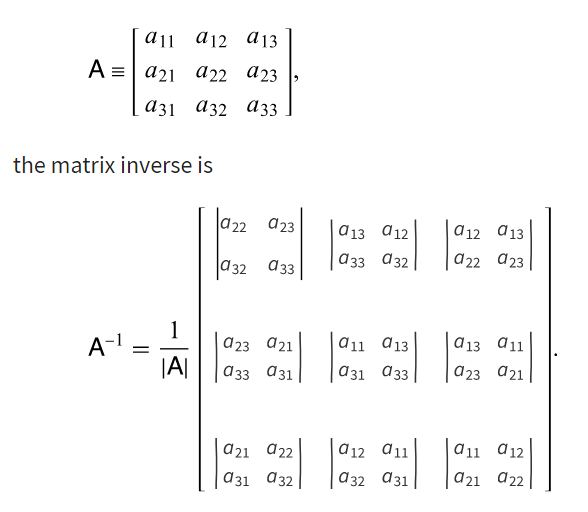 a11 a12 a13
A ≡ a21 a22 a23 ,
a31 a32 a33
the matrix inverse is
|a22 a23| |a13 a12| |a12 a13|
|a32 a33| |a33 a32| |a22 a23|
A−1 = 1/|A| |a23 a21| |a11 a13| |a13 a11| .
|a33 a31| |a31 a33| |a23 a21|
|a21 a22| |a12 a11| |a11 a12|
|a31 a32| |a32 a31| |a21 a22|